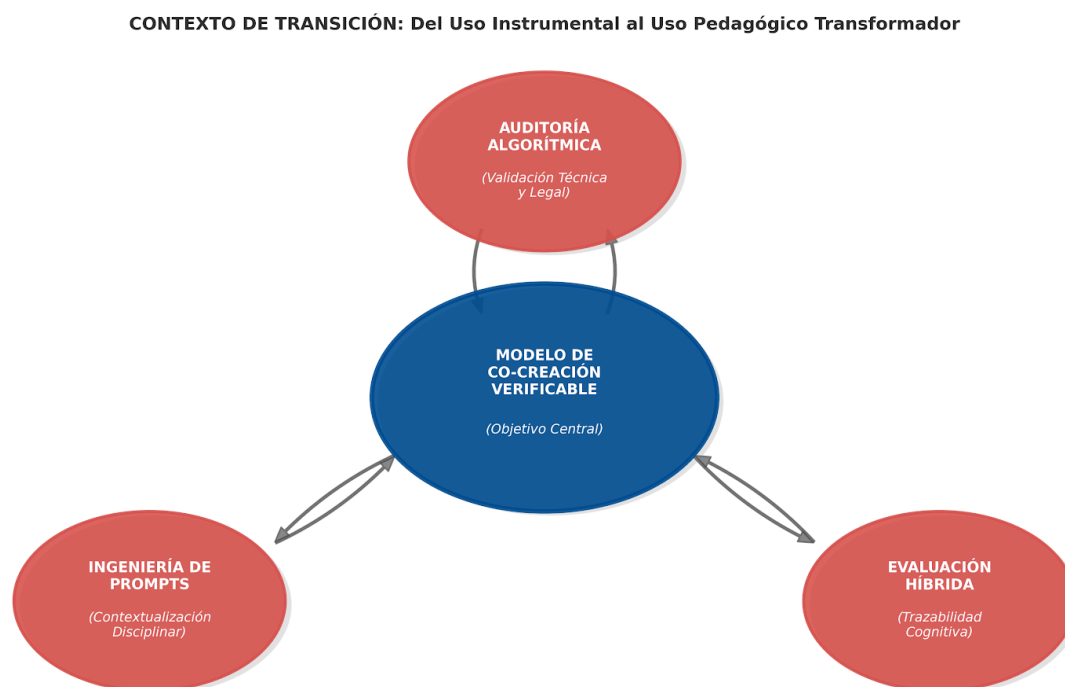 CONTEXTO DE TRANSICIÓN: Del Uso Instrumental al Uso Pedagógico Transformador
AUDITORÍA
ALGORÍTMICA
(Validación Técnica
y Legal)
MODELO DE
CO-CREACIÓN
VERIFICABLE
(Objetivo Central)
INGENIERÍA DE
PROMPTS
(Contextualización
Disciplinar)
EVALUACIÓN
HÍBRIDA
(Trazabilidad
Cognitiva)